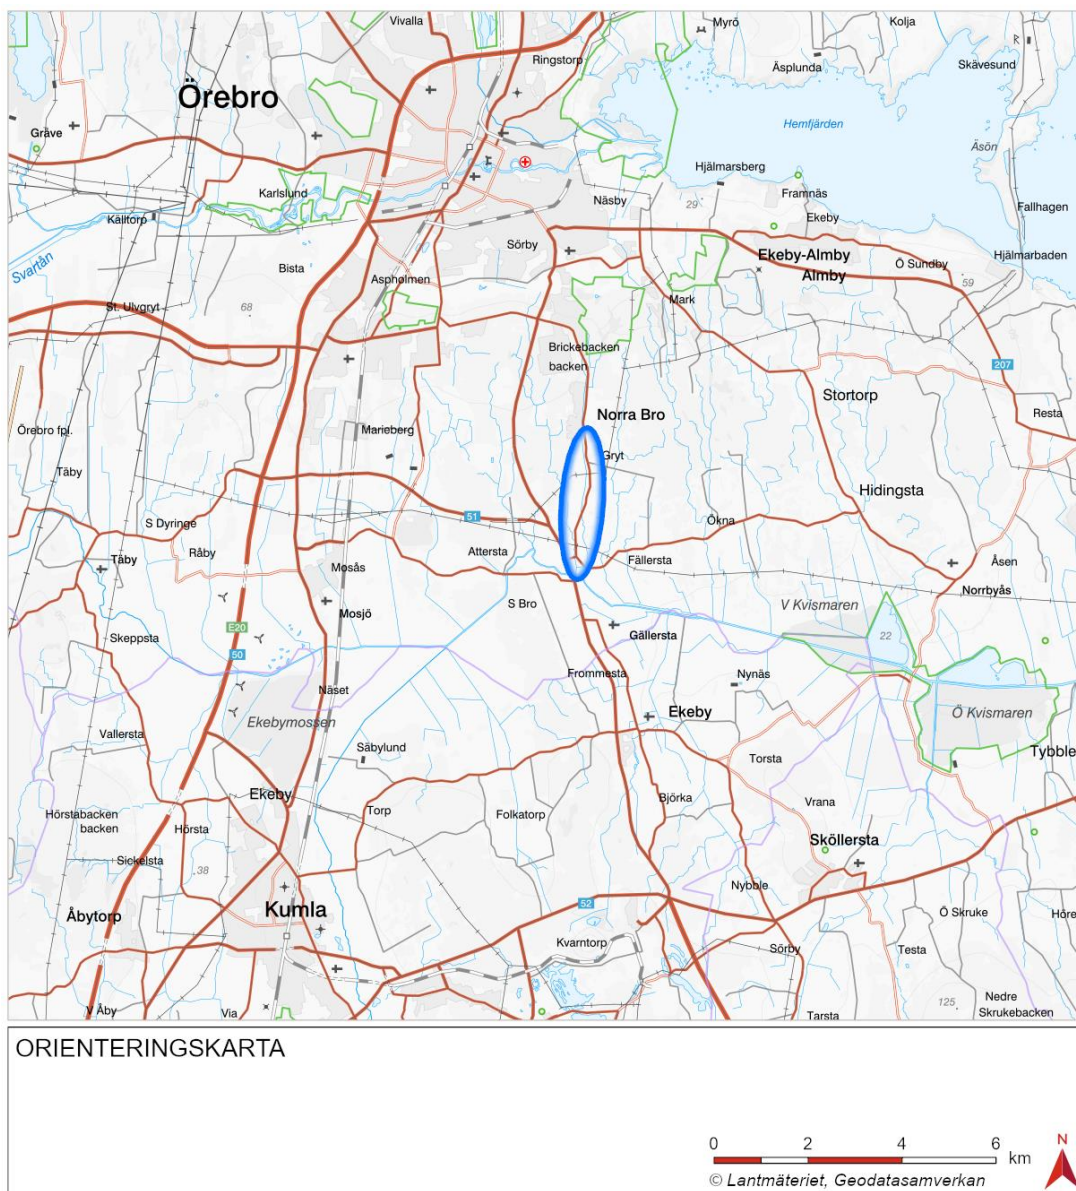 Vivalla
Myrö
Kolja
Ringstorp
Äsplunda
Skävesund
Örebro
Hemfjärden
Gräve
Äsön
Hjälmarsberg
Karlslund
Näsby
29
Framnäs
Fallhagen
Källtorp
Ekeby
Svartån
Sörby
Ekeby-Almby
Hjälmarbaden
Bista
Almby
Ö Sundby
Aspholmen
59
St. Ulvgryt
68
Mark
Brickebacken
backen
207
Stortorp
Norra Bro
Resta
Örebro fpl.
Marieberg
Gryt
Täby
Hidingsta
51
Ökna
S Dyringe
Attersta
Råby
Fällersta
Täby
Mosås
Åsen
Norrbyås
S Bro
V Kvismaren
Mosjö
E20
22
Skeppsta
Gällersta
50
Frommesta
Nynäs
Näset
Ekebymossen
Ekeby
Ö Kvismaren
Vallersta
Säbylund
Tybble
Torsta
Ekeby
Björka
Vrana
Hörstabacken
backen
Torp
Folkatorp
Hörsta
Sköllersta
Sickelsta
38
Nybble
Åbytorp
Kumla
52
Ö Skruke
Höre
Kvarntorp
Sörby
Testa
V Åby
Via
Tarsta
125
Nedre
Skrukebacken
ORIENTERINGSKARTA
0 2 4 6
km
N
© Lantmäteriet, Geodatasamverkan